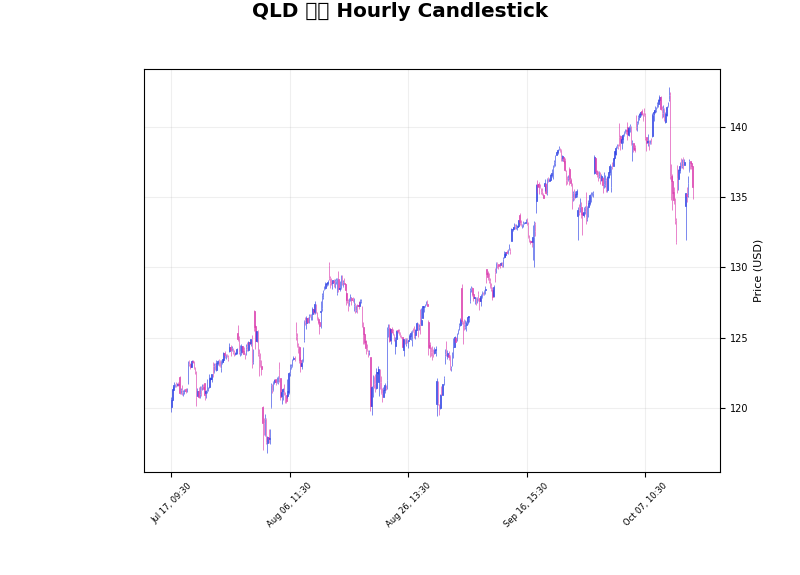 QLD Hourly Candlestick
140
135
130
125
120
Price (USD)
Jul 17, 09:30
Aug 06, 11:30
Aug 26, 13:30
Sep 16, 15:30
Oct 07, 10:30